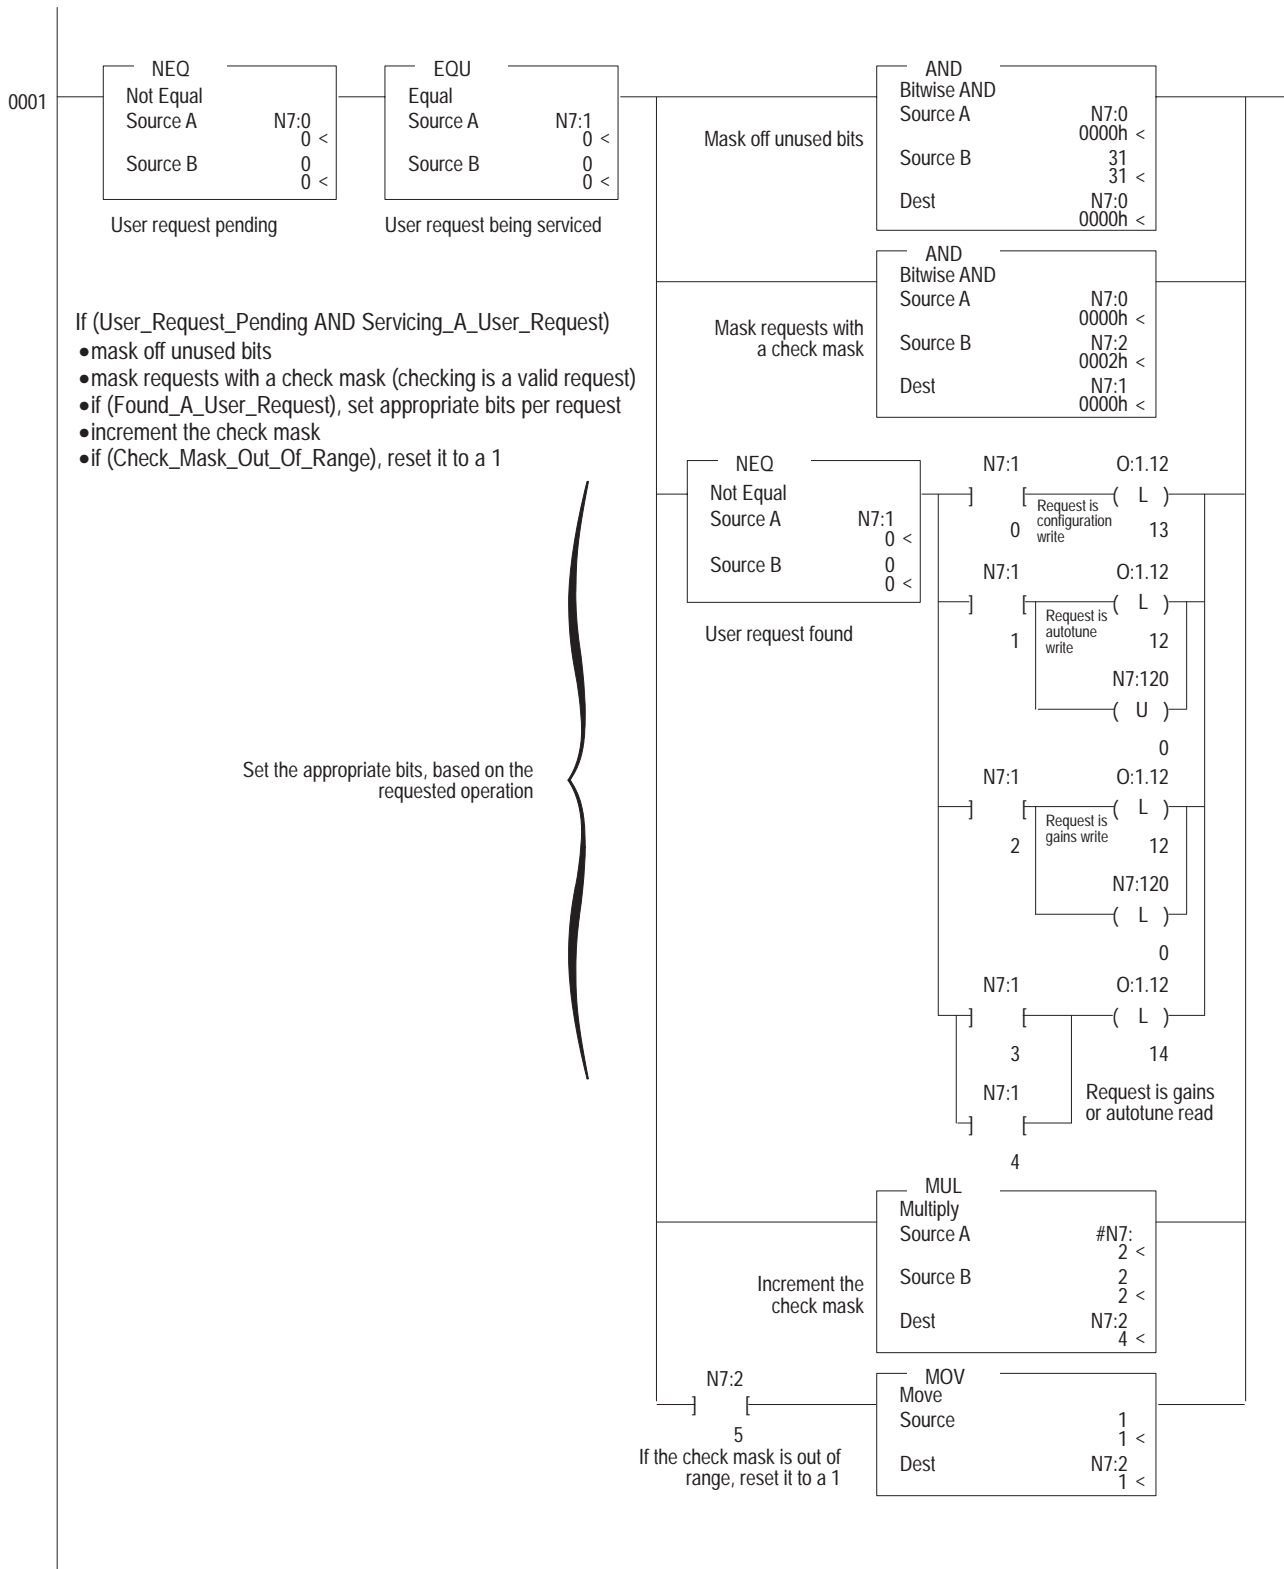 0001
NEQ
Not Equal
Source A N7:0
0 <
Source B 0
0 <
User request pending
EQU
Equal
Source A N7:1
0 <
Source B 0
0 <
User request being serviced
Mask off unused bits
AND
Bitwise AND
Source A N7:0
0000h <
Source B 31
31 <
Dest N7:0
0000h <
If (User_Request_Pending AND Servicing_A_User_Request)
•mask off unused bits
•mask requests with a check mask (checking is a valid request)
•if (Found_A_User_Request), set appropriate bits per request
•increment the check mask
•if (Check_Mask_Out_Of_Range), reset it to a 1
Mask requests with
a check mask
AND
Bitwise AND
Source A N7:0
0000h <
Source B N7:2
0002h <
Dest N7:1
0000h <
NEQ
Not Equal
Source A N7:1
0 <
Source B 0
0 <
User request found
Set the appropriate bits, based on the
requested operation
N7:1 O:1.12
] [ ( L )
Request is
configuration
write
0 13
N7:1 O:1.12
] [ ( L )
Request is
autotune
write
1 12
N7:120
( U )
0
N7:1 O:1.12
] [ ( L )
Request is
gains write
2 12
N7:120
( L )
0
N7:1 O:1.12
] [ ( L )
3 14
N7:1
] [
4
Request is gains
or autotune read
Increment the
check mask
MUL
Multiply
Source A #N7:
2 <
Source B 2
2 <
Dest N7:2
4 <
N7:2
] [
5
If the check mask is out of
range, reset it to a 1
MOV
Move
Source 1
1 <
Dest N7:2
1 <